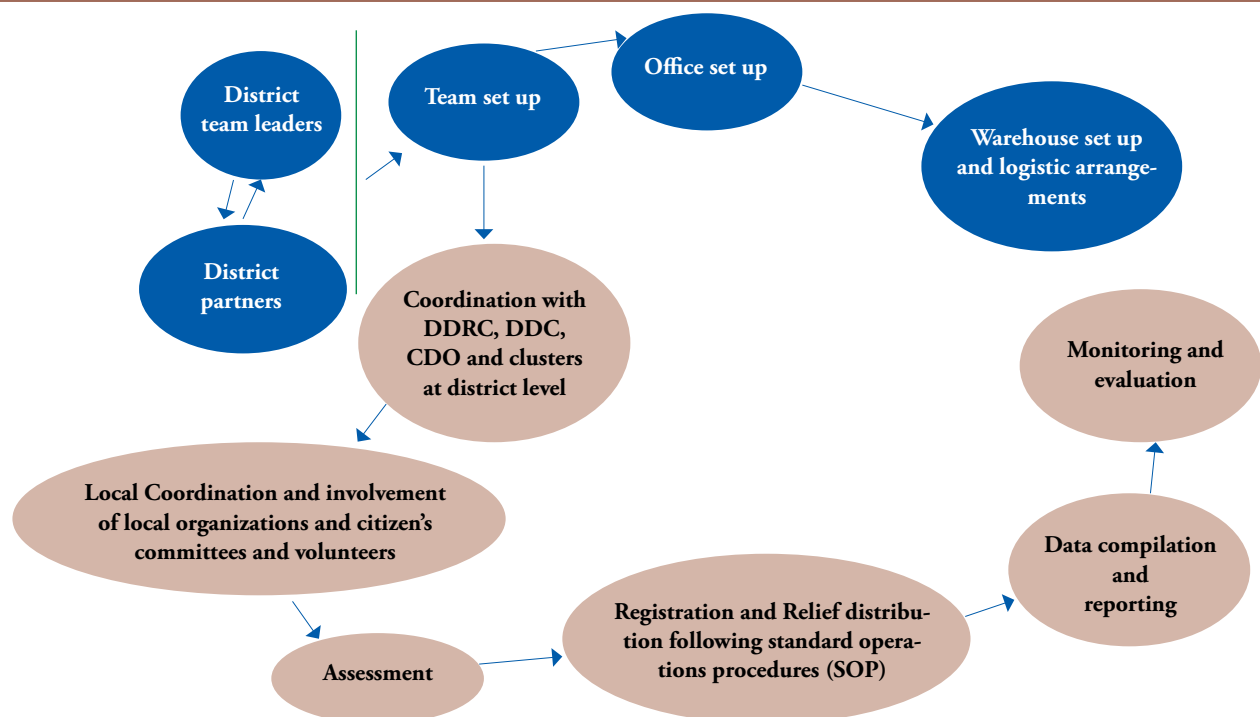 District
team leaders
District
partners
Team set up
Office set up
Warehouse set up
and logistic arrange-
ments
Coordination with
DDRC, DDC,
CDO and clusters
at district level
Local Coordination and involvement
of local organizations and citizen’s
committees and volunteers
Assessment
Registration and Relief distribu-
tion following standard opera-
tions procedures (SOP)
Data compilation
and
reporting
Monitoring and
evaluation